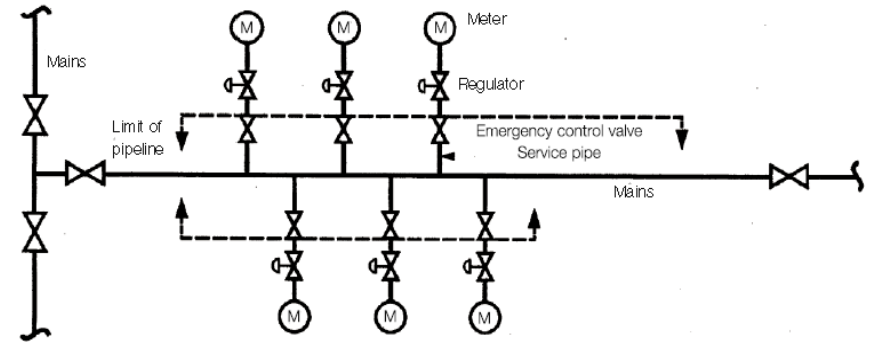 M
M
M
Meter
Mains
Regulator
Limit of
pipeline
Emergency control valve
Service pipe
Mains
M
M
M